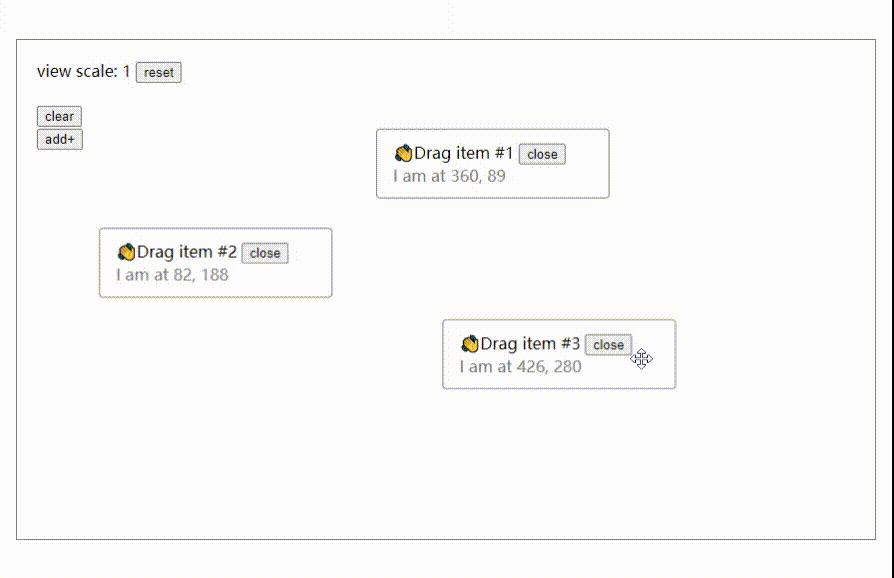 view scale: 1 reset
clear
add+
Drag item #1 close
I am at 360, 89
Drag item #2 close
I am at 82, 188
Drag item #3 close
I am at 426, 280